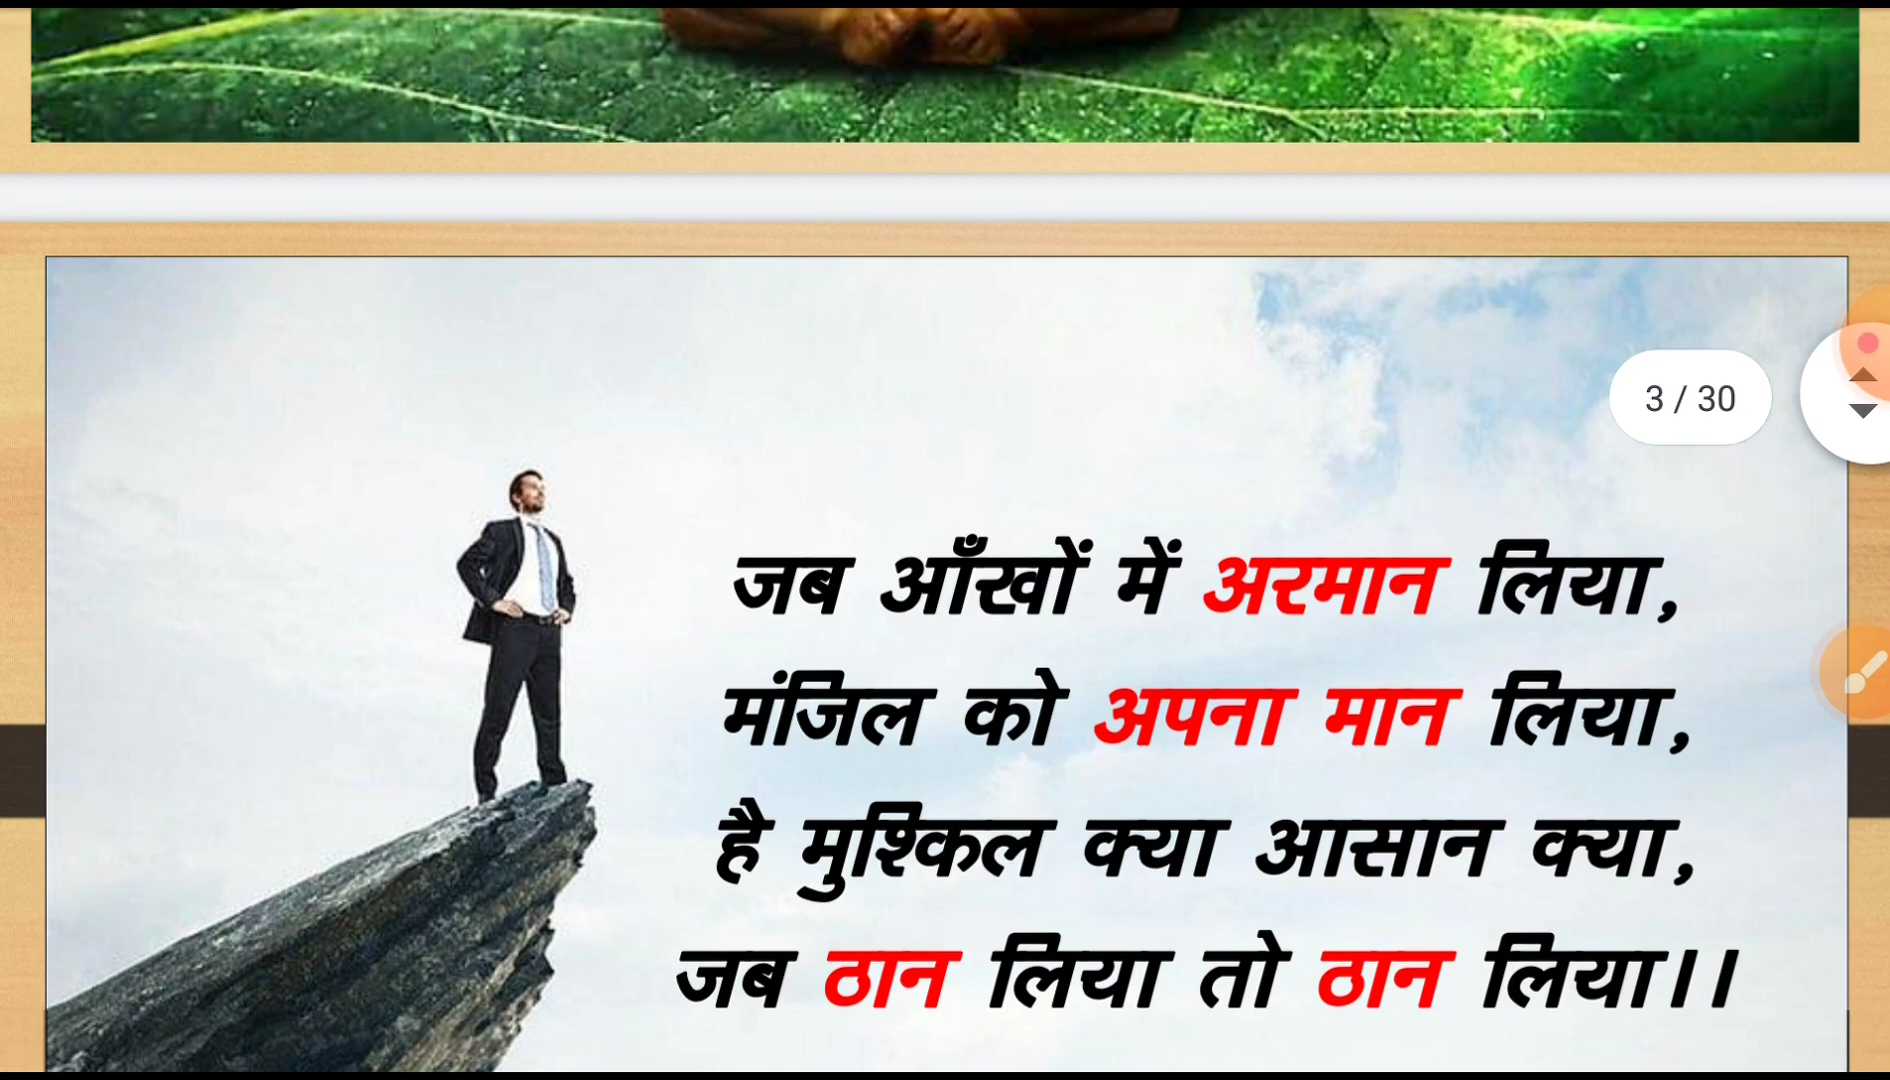 3 / 30
जब आँखों में अरमान लिया,
मंजिल को अपना मान लिया,
है मुश्किल क्या आसान क्या,
जब ठान लिया तो ठान लिया।।